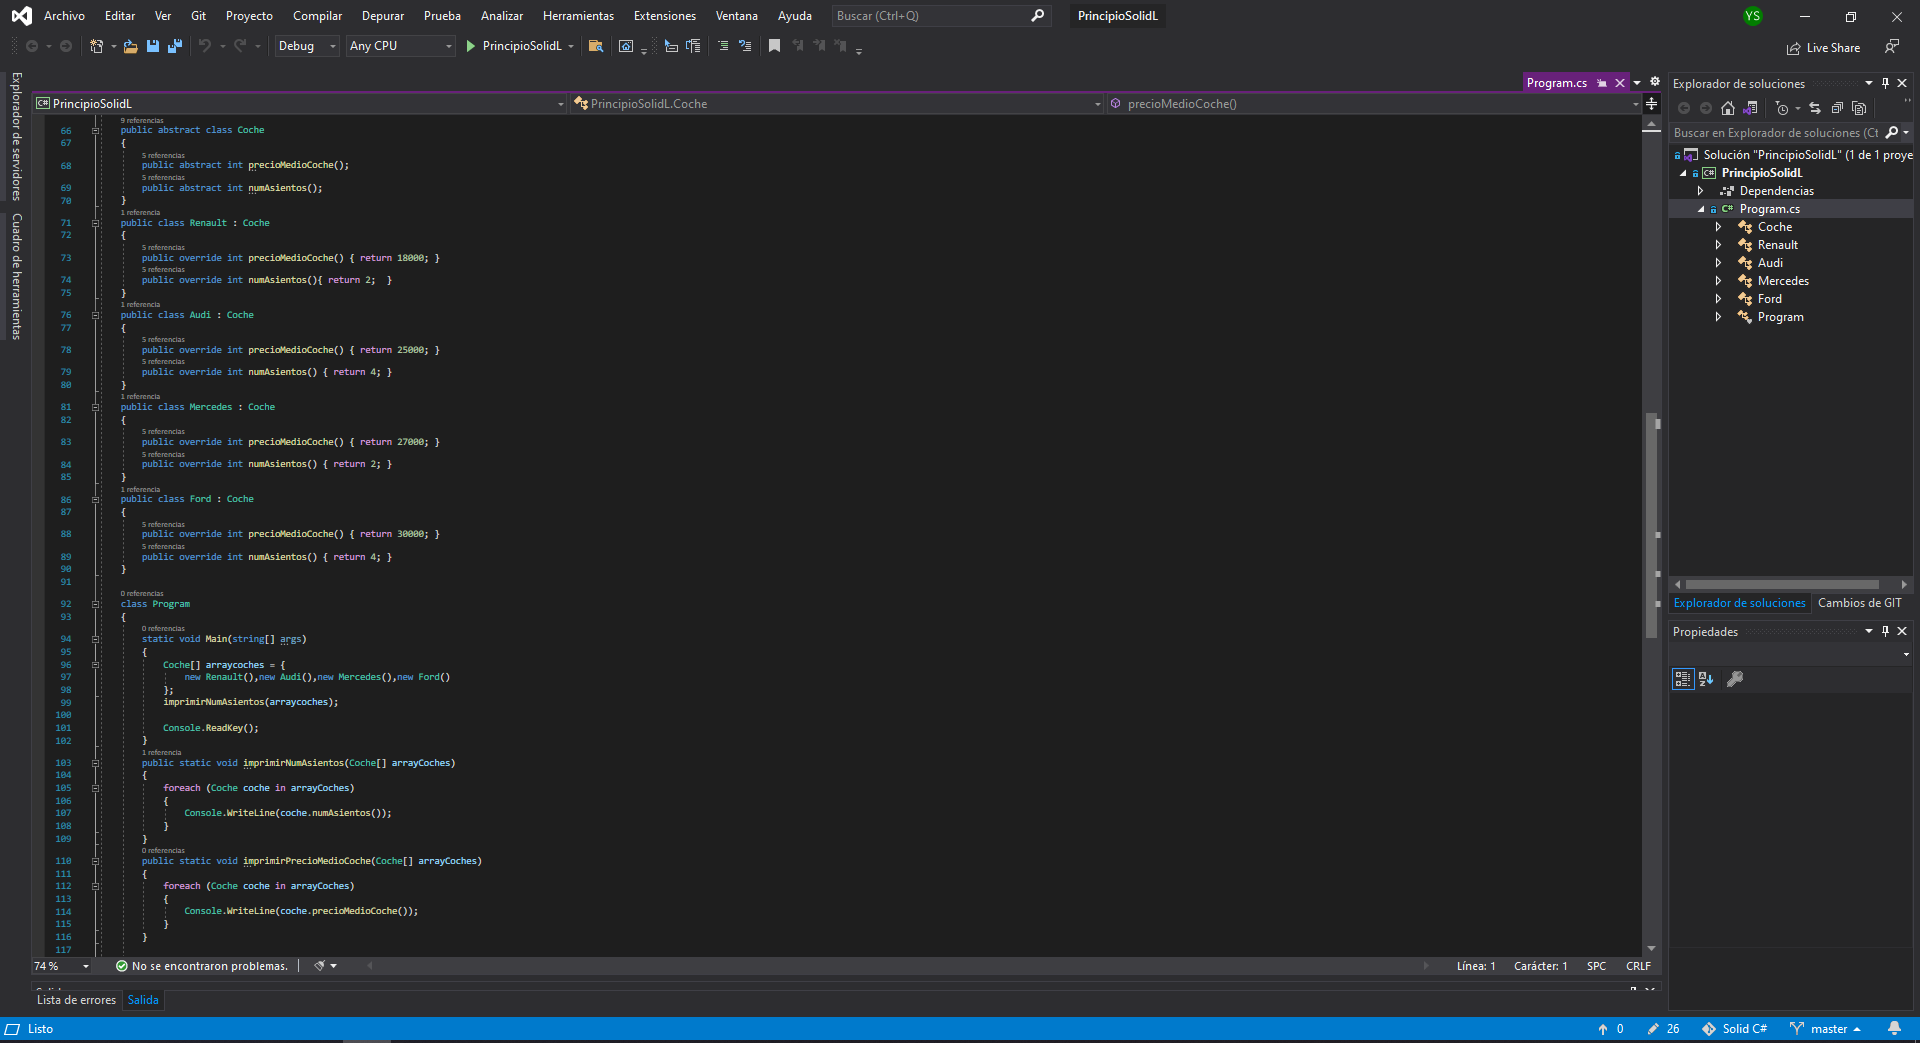 Archivo Editar Ver Git Proyecto Compilar Depurar Prueba Analizar Herramientas Extensiones Ventana Ayuda Buscar (Ctrl+Q) PrincipioSolidL YS
Debug Any CPU PrincipioSolidL Live Share
Explorador de servidores
Cuadro de herramientas
Program.cs
PrincipioSolidL PrincipioSolidL.Coche precioMedioCoche()
9 referencias
66 public abstract class Coche
67 {
5 referencias
68 public abstract int precioMedioCoche();
5 referencias
69 public abstract int numAsientos();
70 }
1 referencia
71 public class Renault : Coche
72 {
5 referencias
73 public override int precioMedioCoche() { return 18000; }
5 referencias
74 public override int numAsientos(){ return 2;  }
75 }
1 referencia
76 public class Audi : Coche
77 {
5 referencias
78 public override int precioMedioCoche() { return 25000; }
5 referencias
79 public override int numAsientos() { return 4; }
80 }
1 referencia
81 public class Mercedes : Coche
82 {
5 referencias
83 public override int precioMedioCoche() { return 27000; }
5 referencias
84 public override int numAsientos() { return 2; }
85 }
1 referencia
86 public class Ford : Coche
87 {
5 referencias
88 public override int precioMedioCoche() { return 30000; }
5 referencias
89 public override int numAsientos() { return 4; }
90 }
91
0 referencias
92 class Program
93 {
0 referencias
94 static void Main(string[] args)
95 {
96 Coche[] arraycoches = {
97 new Renault(),new Audi(),new Mercedes(),new Ford()
98 };
99 imprimirNumAsientos(arraycoches);
100
101 Console.ReadKey();
102 }
1 referencia
103 public static void imprimirNumAsientos(Coche[] arrayCoches)
104 {
105 foreach (Coche coche in arrayCoches)
106 {
107 Console.WriteLine(coche.numAsientos());
108 }
109 }
0 referencias
110 public static void imprimirPrecioMedioCoche(Coche[] arrayCoches)
111 {
112 foreach (Coche coche in arrayCoches)
113 {
114 Console.WriteLine(coche.precioMedioCoche());
115 }
116 }
117
74 % No se encontraron problemas. Línea: 1 Carácter: 1 SPC CRLF
Lista de errores Salida
Explorador de soluciones
Buscar en Explorador de soluciones (Ct
Solución "PrincipioSolidL" (1 de 1 proye
PrincipioSolidL
Dependencias
Program.cs
Coche
Renault
Audi
Mercedes
Ford
Program
Explorador de soluciones Cambios de GIT
Propiedades
Listo 0 26 Solid C# master